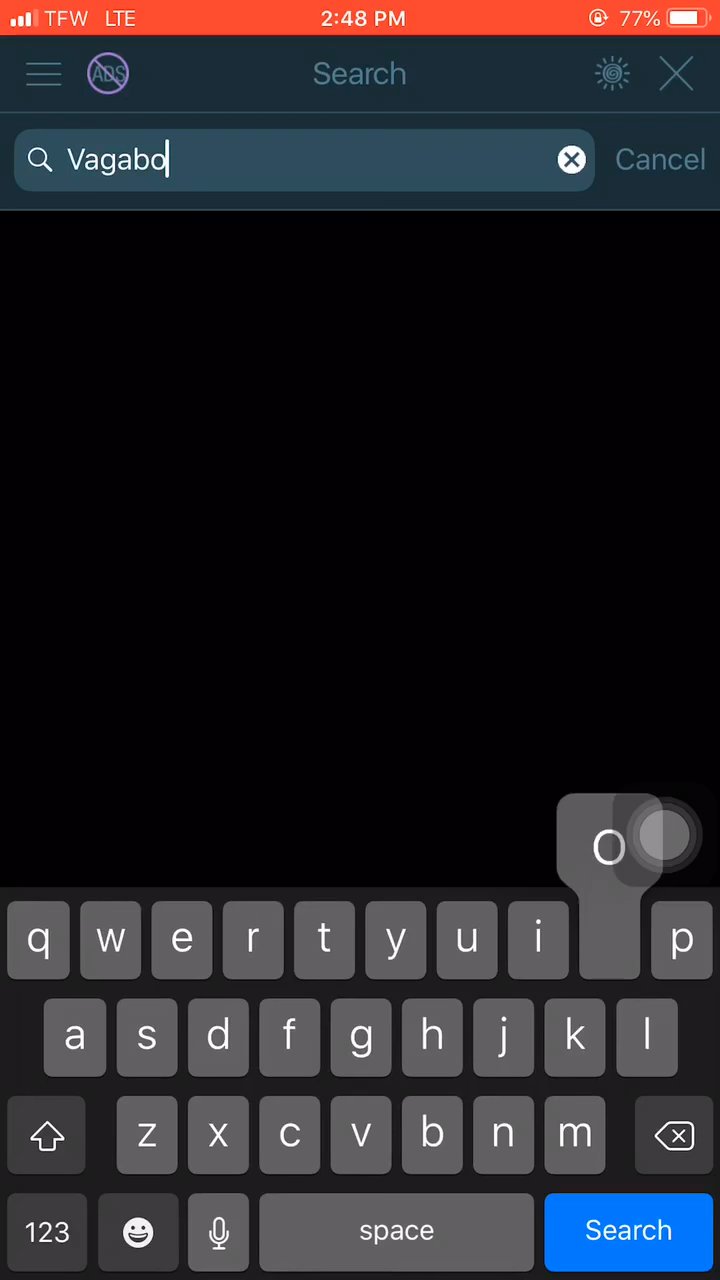 TFW LTE 2:48 PM 77%
ADS Search
Vagabo Cancel
O
q w e r t y u i p
a s d f g h j k l
z x c v b n m
123 space Search